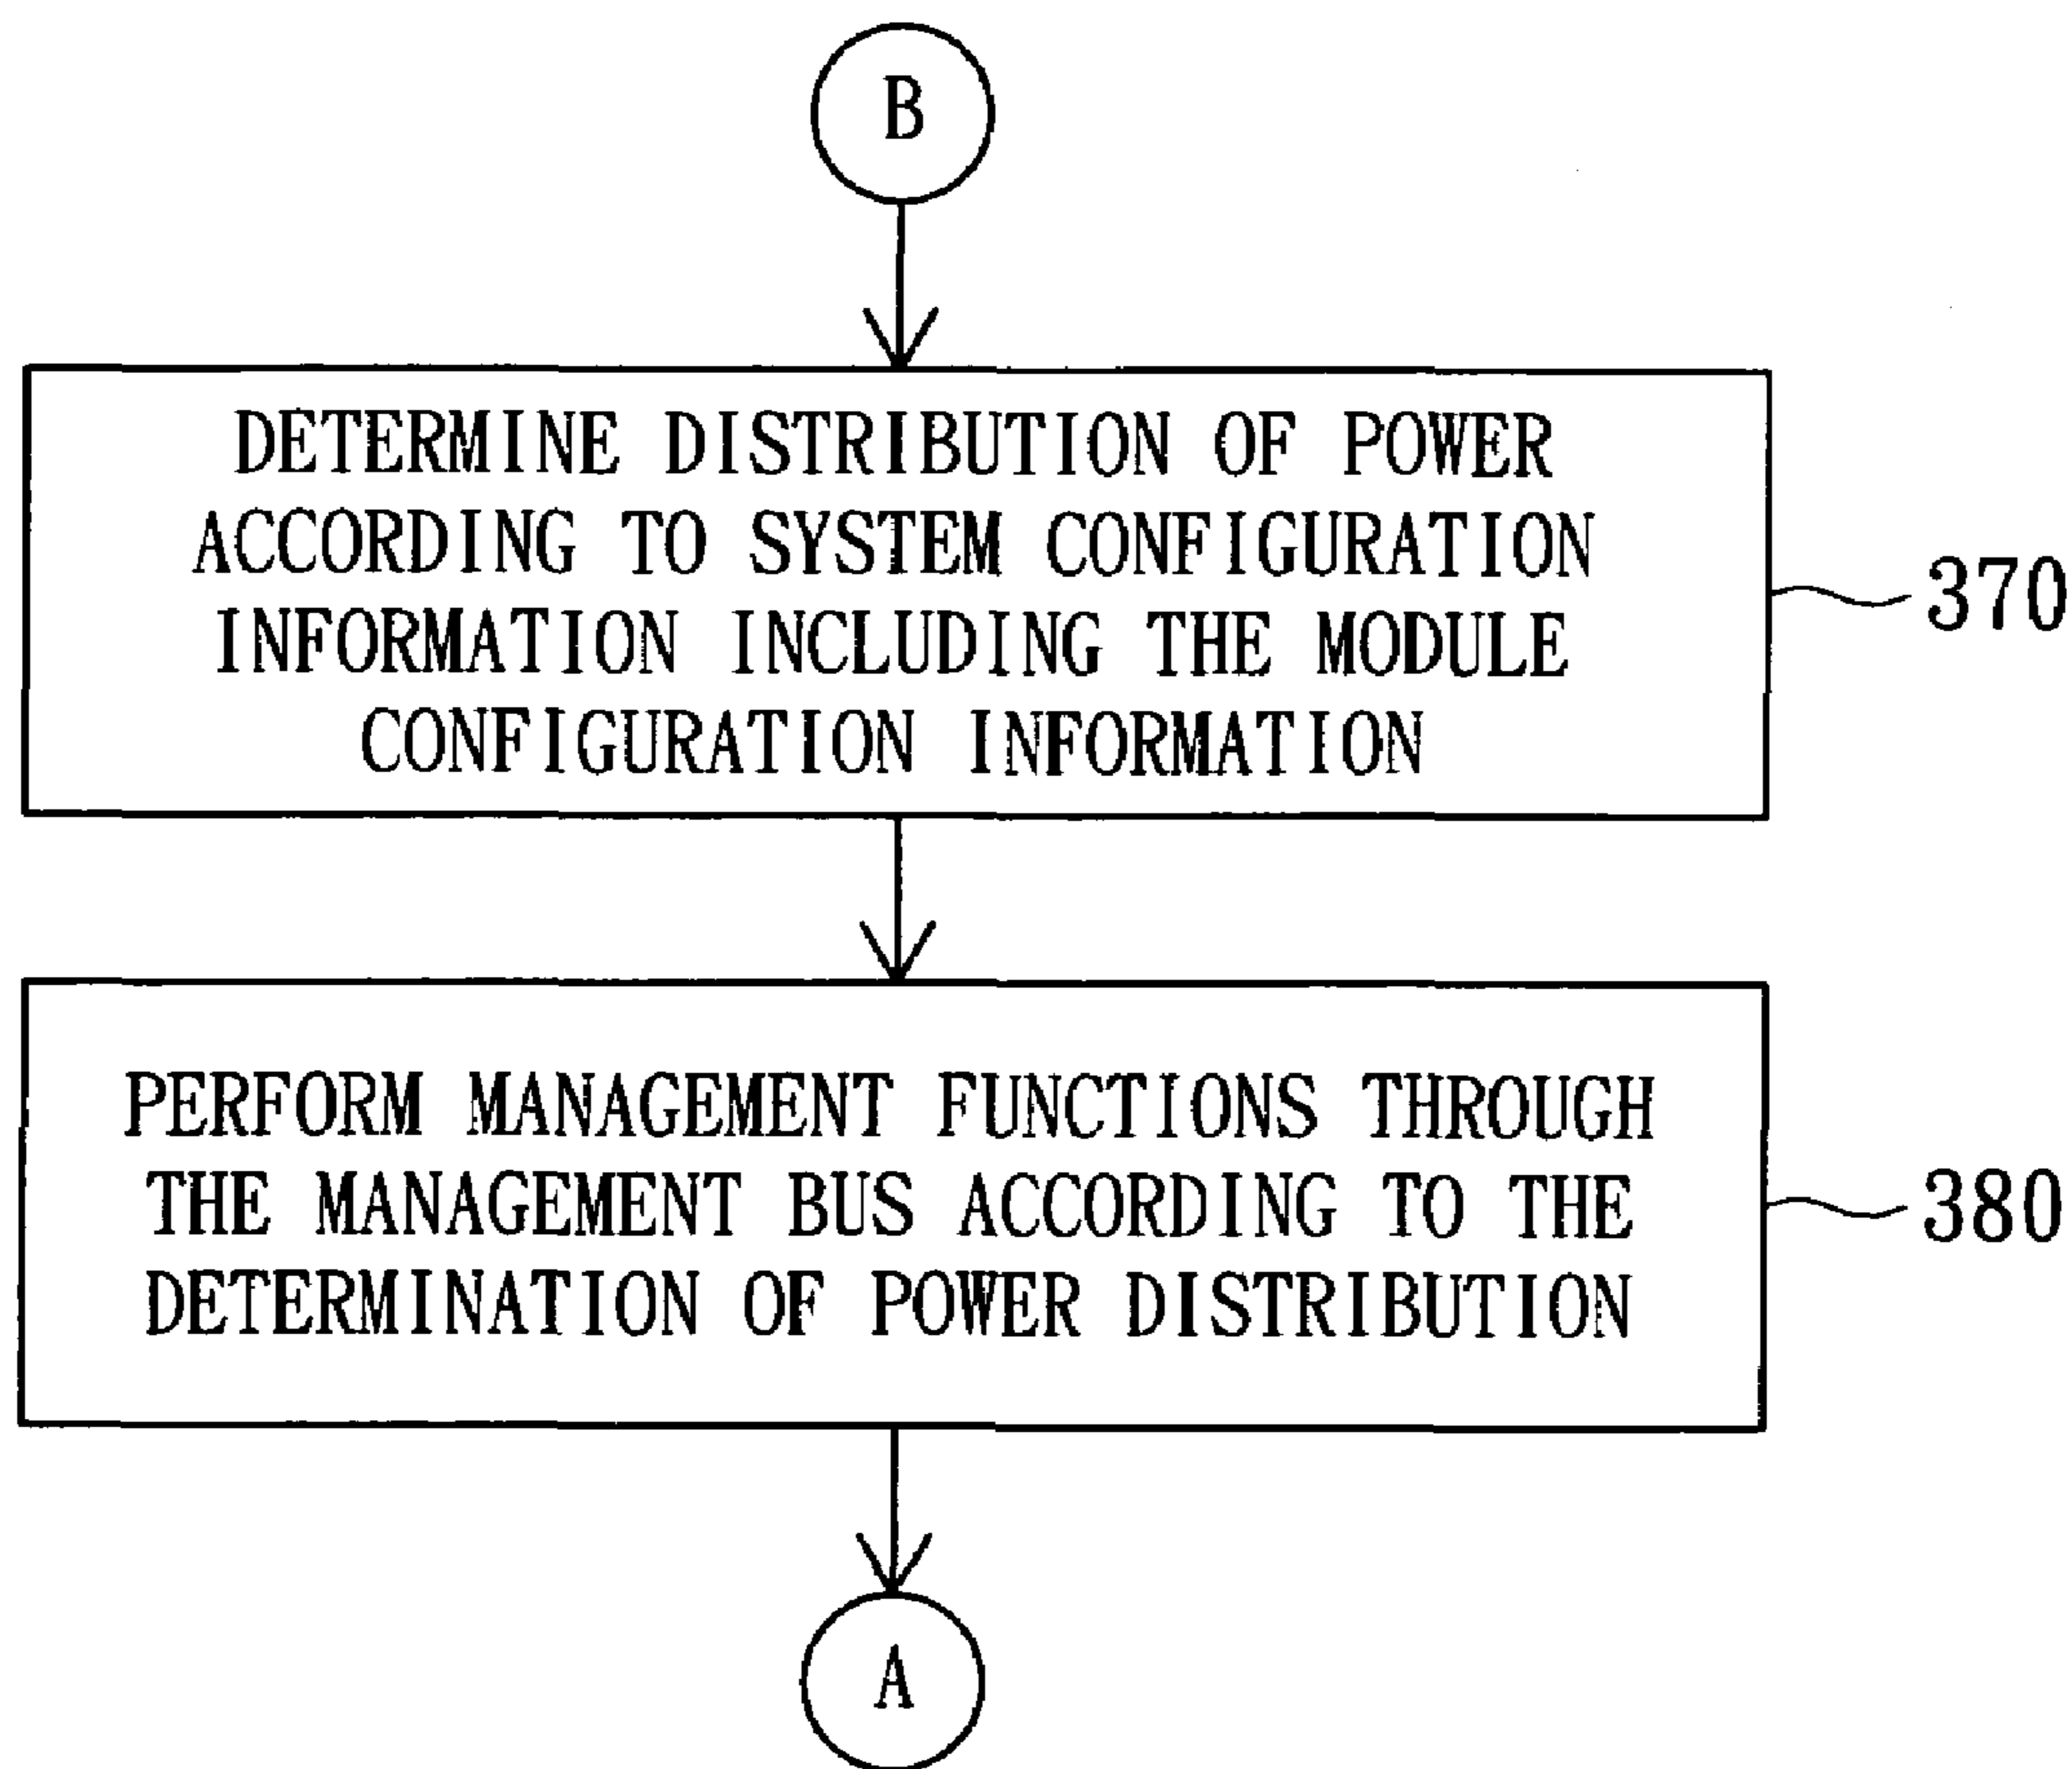 B
DETERMINE DISTRIBUTION OF POWER
ACCORDING TO SYSTEM CONFIGURATION
INFORMATION INCLUDING THE MODULE
CONFIGURATION INFORMATION
370
PERFORM MANAGEMENT FUNCTIONS THROUGH
THE MANAGEMENT BUS ACCORDING TO THE
DETERMINATION OF POWER DISTRIBUTION
380
A